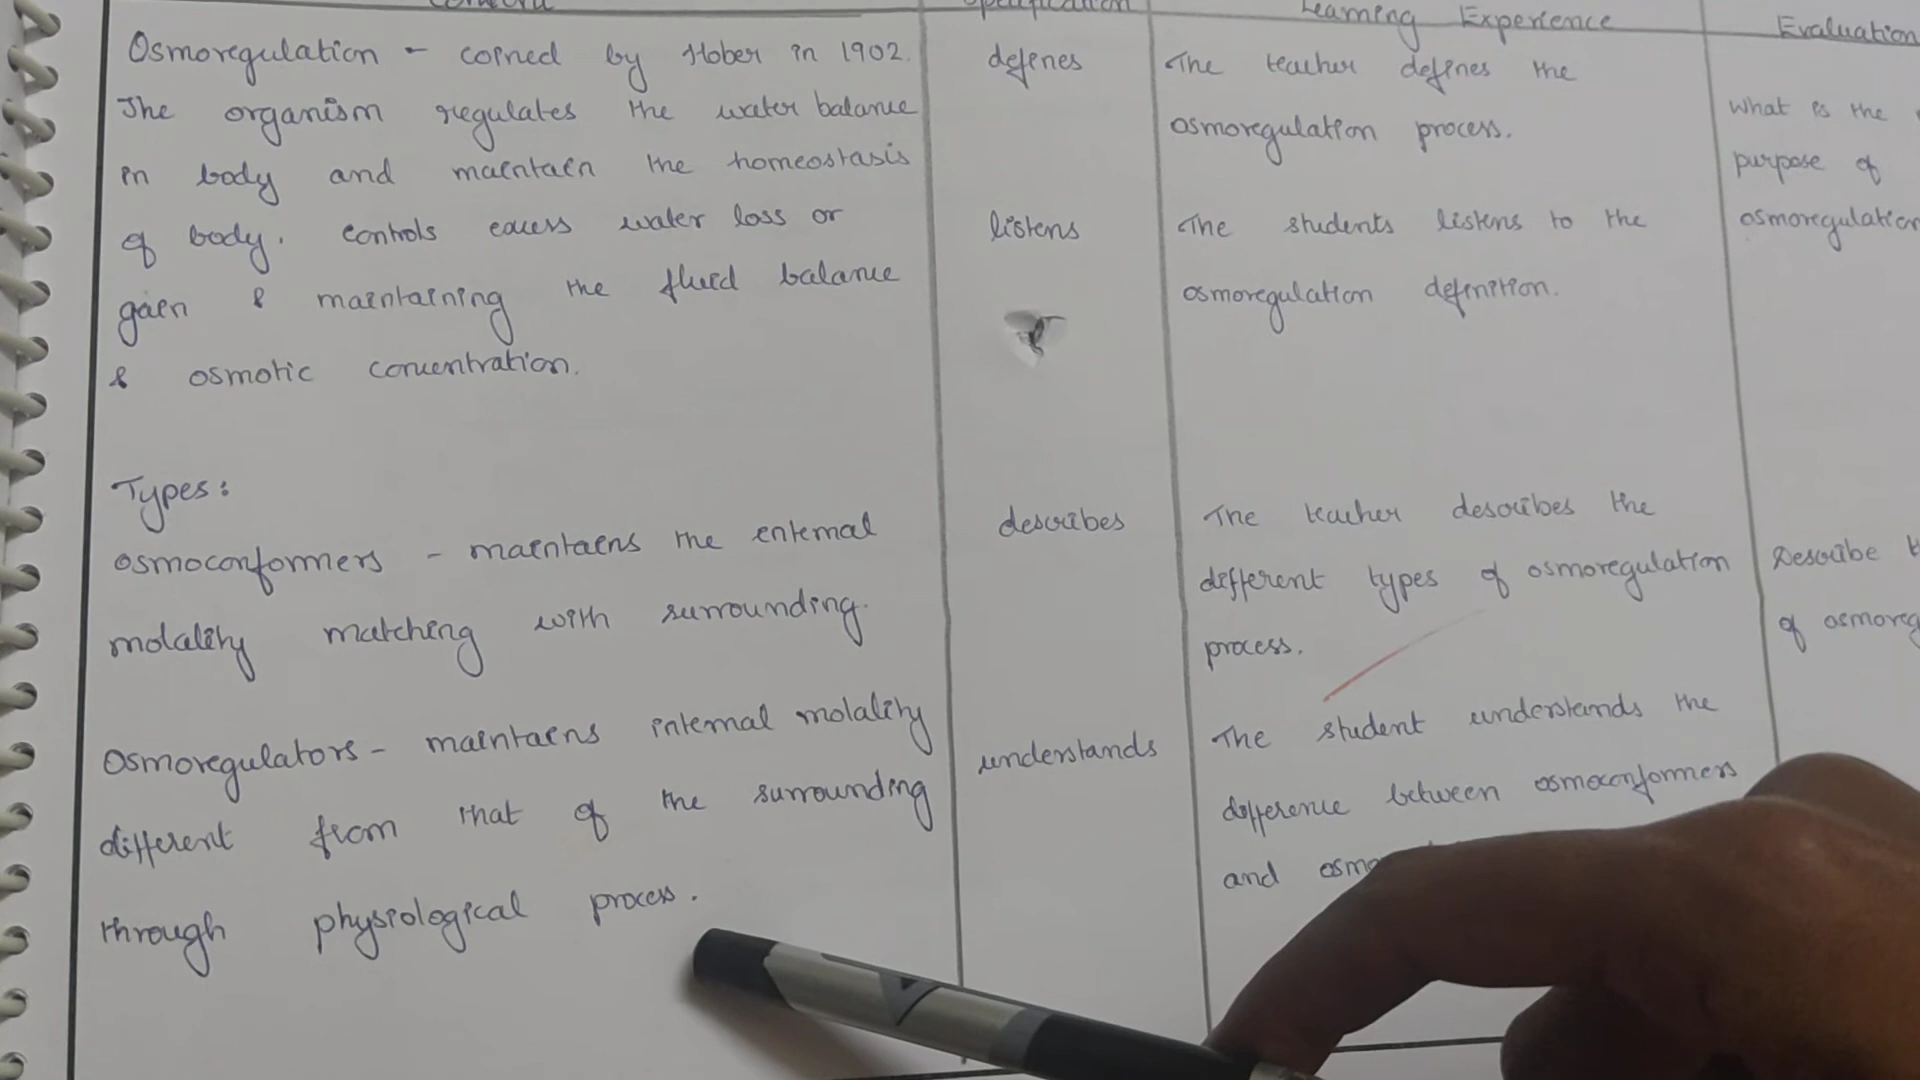 Content
Osmoregulation - coined by Hober in 1902.
The organism regulates the water balance
in body and maintain the homeostasis
of body. controls excess water loss or
gain & maintaining the fluid balance
& osmotic concentration.
Types:
osmoconformers - maintains the internal
molality matching with surrounding.
Osmoregulators - maintains internal molality
different from that of the surrounding
through physiological process.
Specification
defines
listens
describes
understands
Learning Experience
The teacher defines the
osmoregulation process.
The students listens to the
osmoregulation definition.
The teacher describes the
different types of osmoregulation
process.
The student understands the
difference between osmoconformers
and osmo
Evaluation
What is the
purpose of
osmoregulation
Describe t
of osmoreg